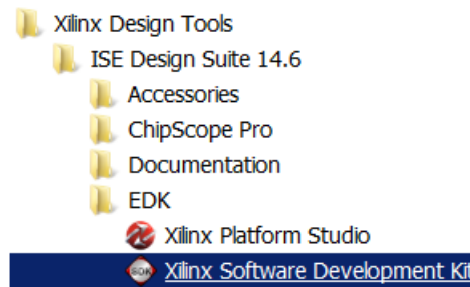 Xilinx Design Tools
ISE Design Suite 14.6
Accessories
ChipScope Pro
Documentation
EDK
Xilinx Platform Studio
SDK Xilinx Software Development Kit